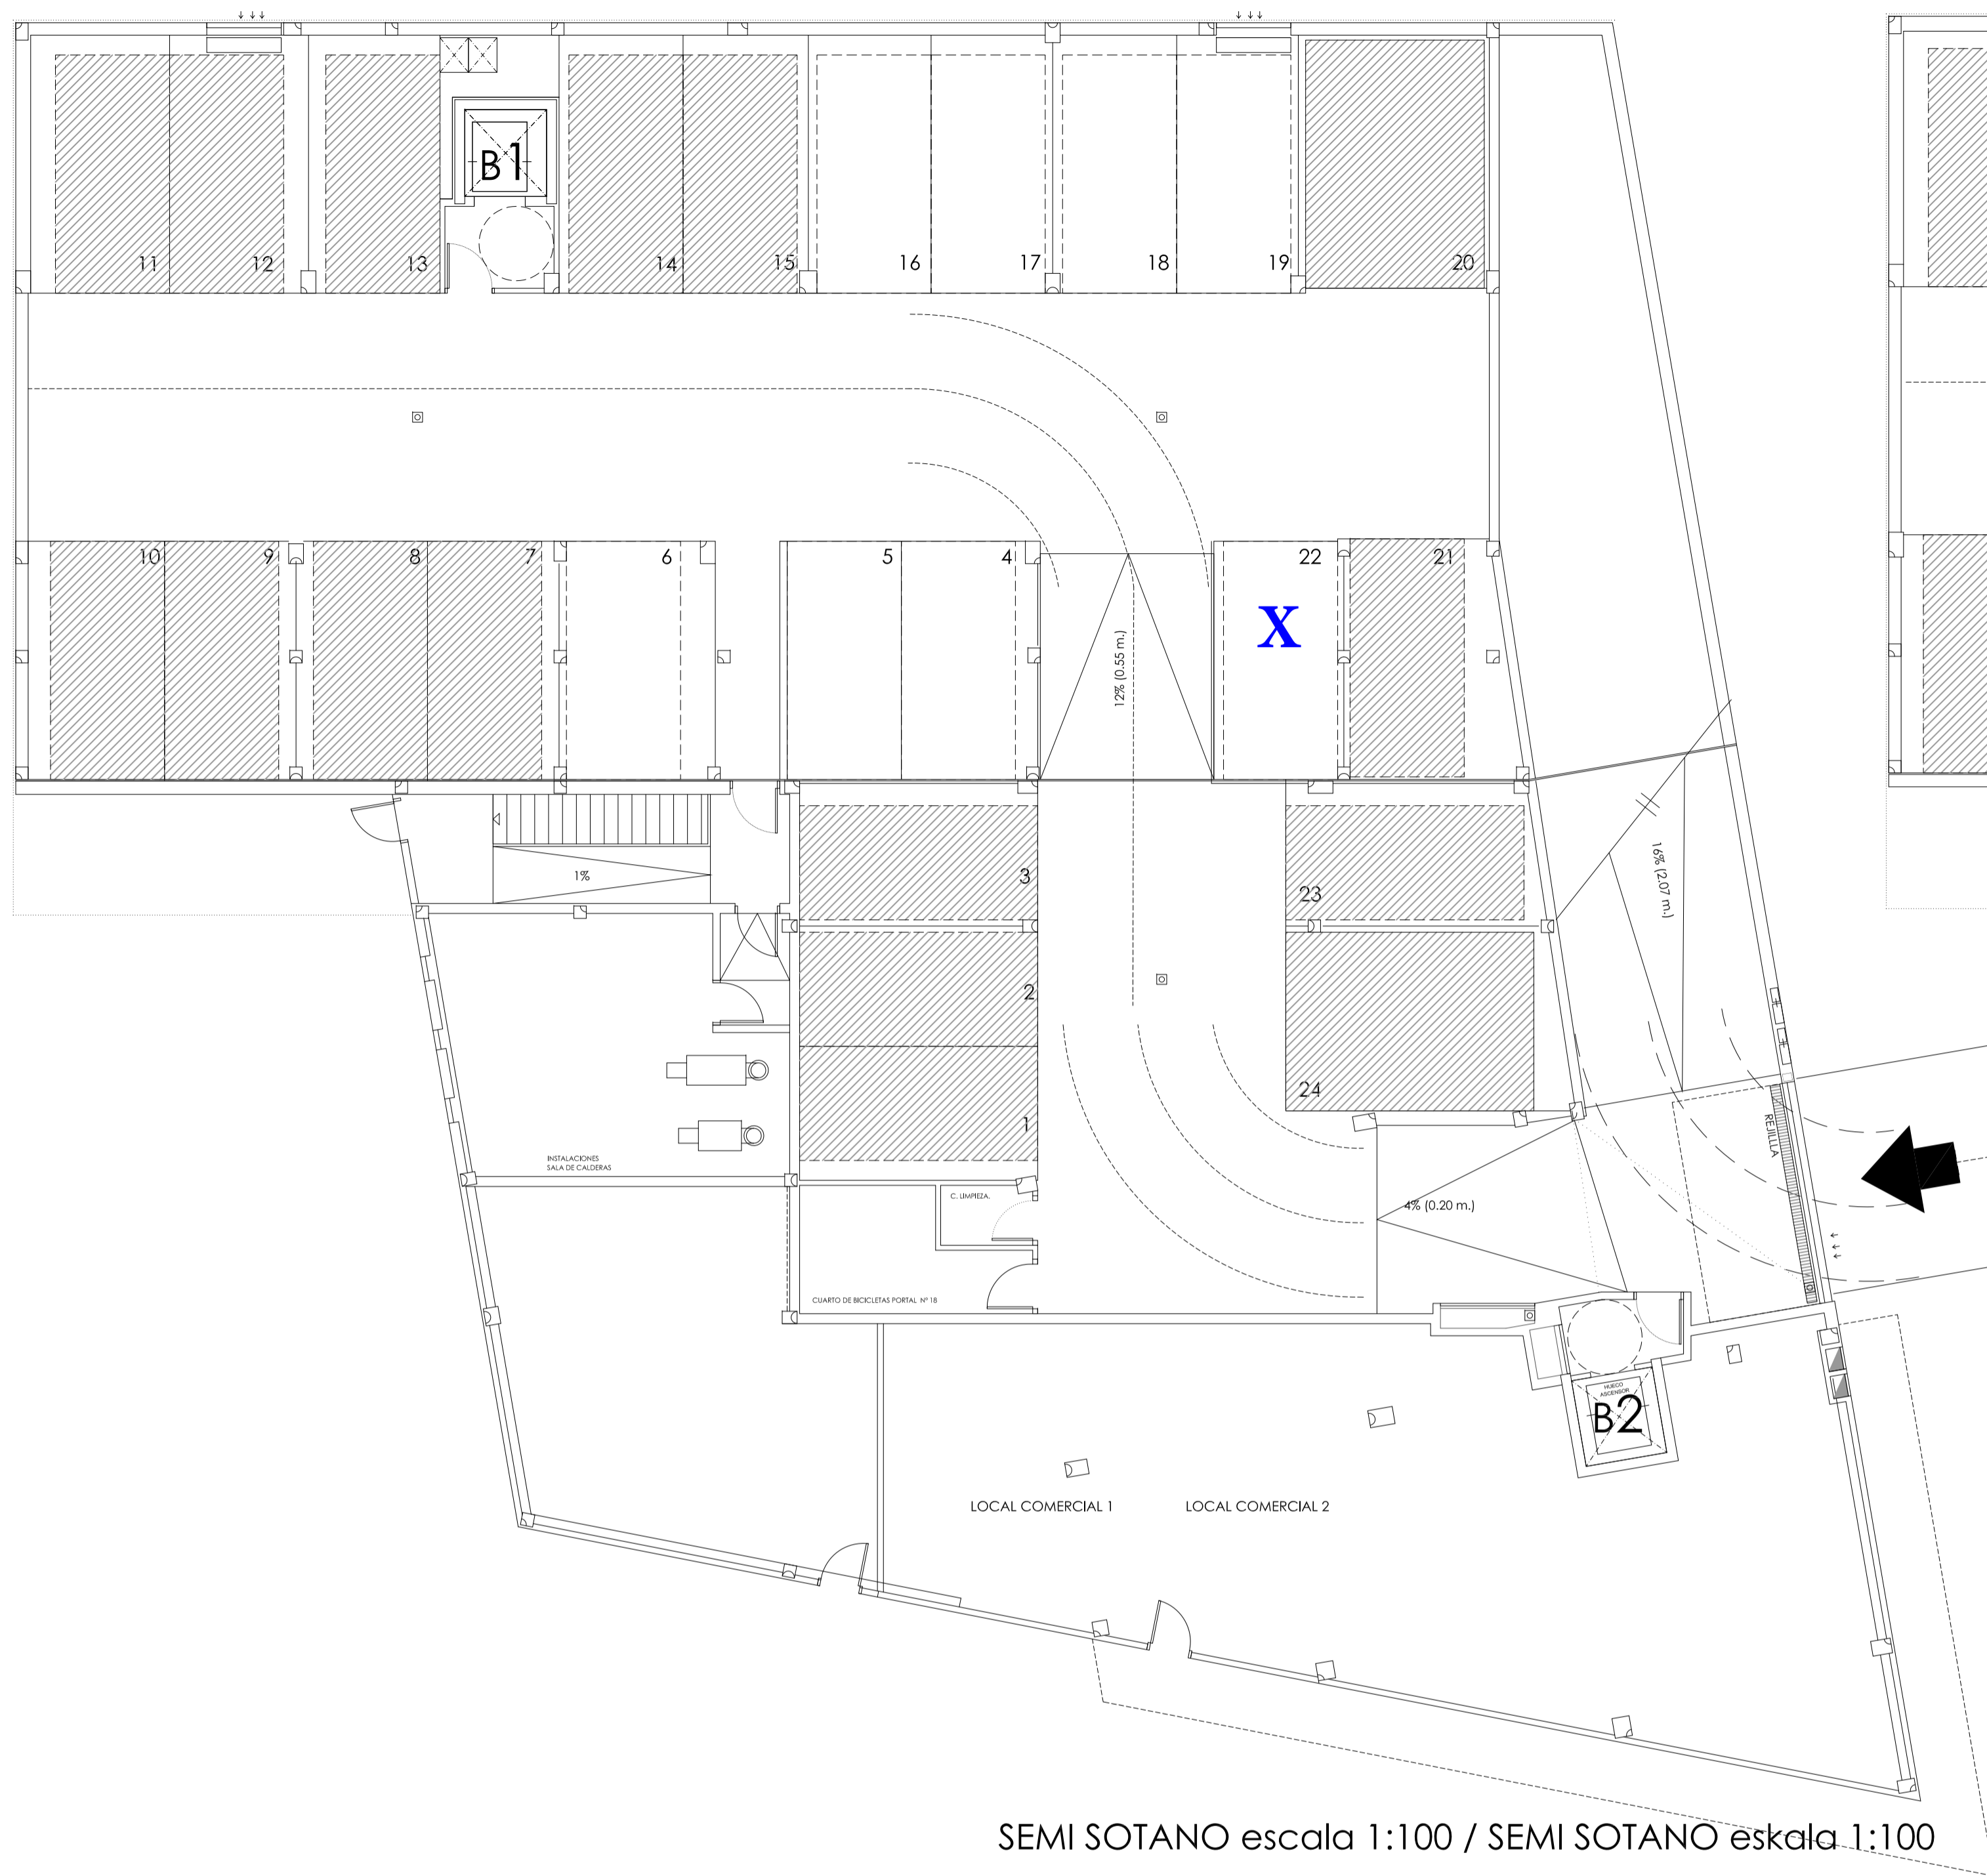 B1
11 12 13 14 15 16 17 18 19 20
10 9 8 7 6 5 4 22 21
X
12% (0.55 m.)
16% (2.07 m.)
1%
3
23
2
24
1
REJILLA
INSTALACIONES
SALA DE CALDERAS
C. LIMPIEZA.
4% (0.20 m.)
CUARTO DE BICICLETAS PORTAL Nº 18
HUECO
ASCENSOR
B2
LOCAL COMERCIAL 1
LOCAL COMERCIAL 2
SEMI SOTANO escala 1:100 / SEMI SOTANO eskala 1:100